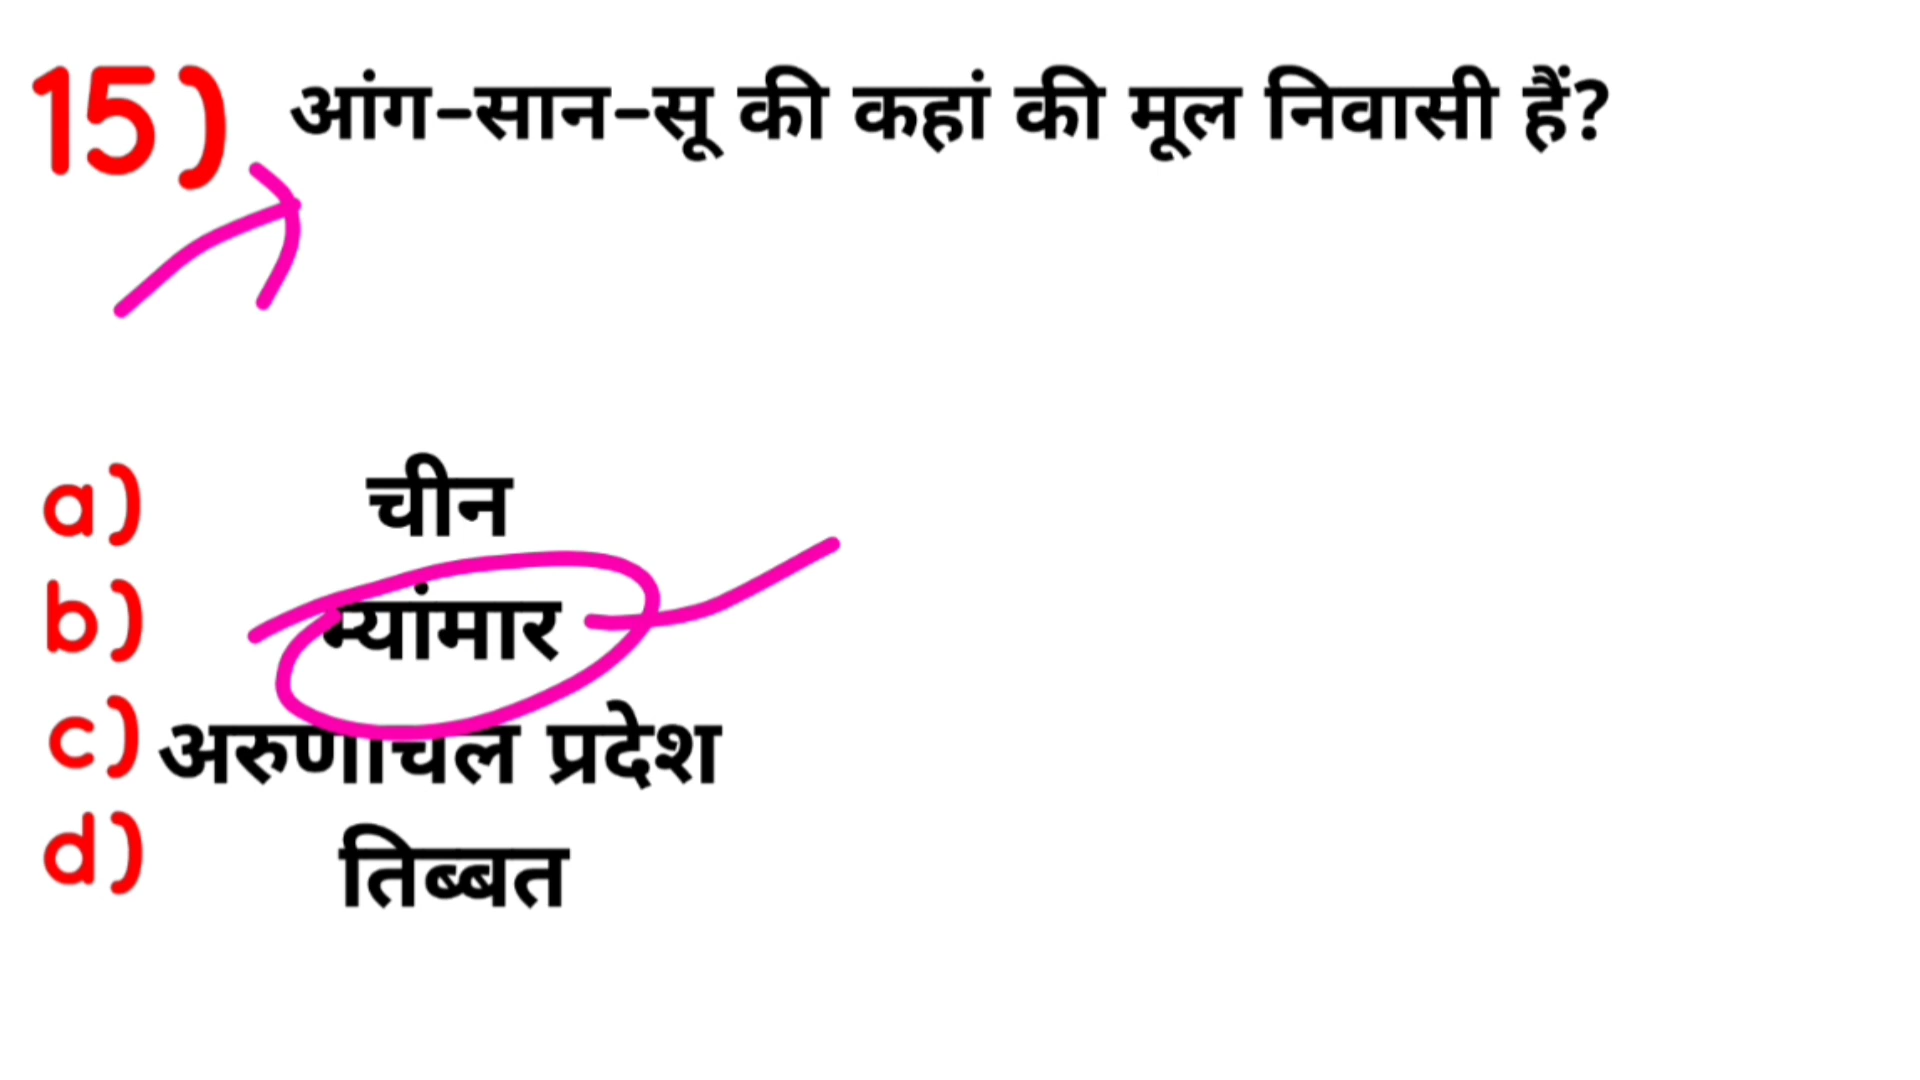 15) आंग-सान-सू की कहां की मूल निवासी हैं?
a) चीन
b) म्यांमार
c) अरुणाचल प्रदेश
d) तिब्बत